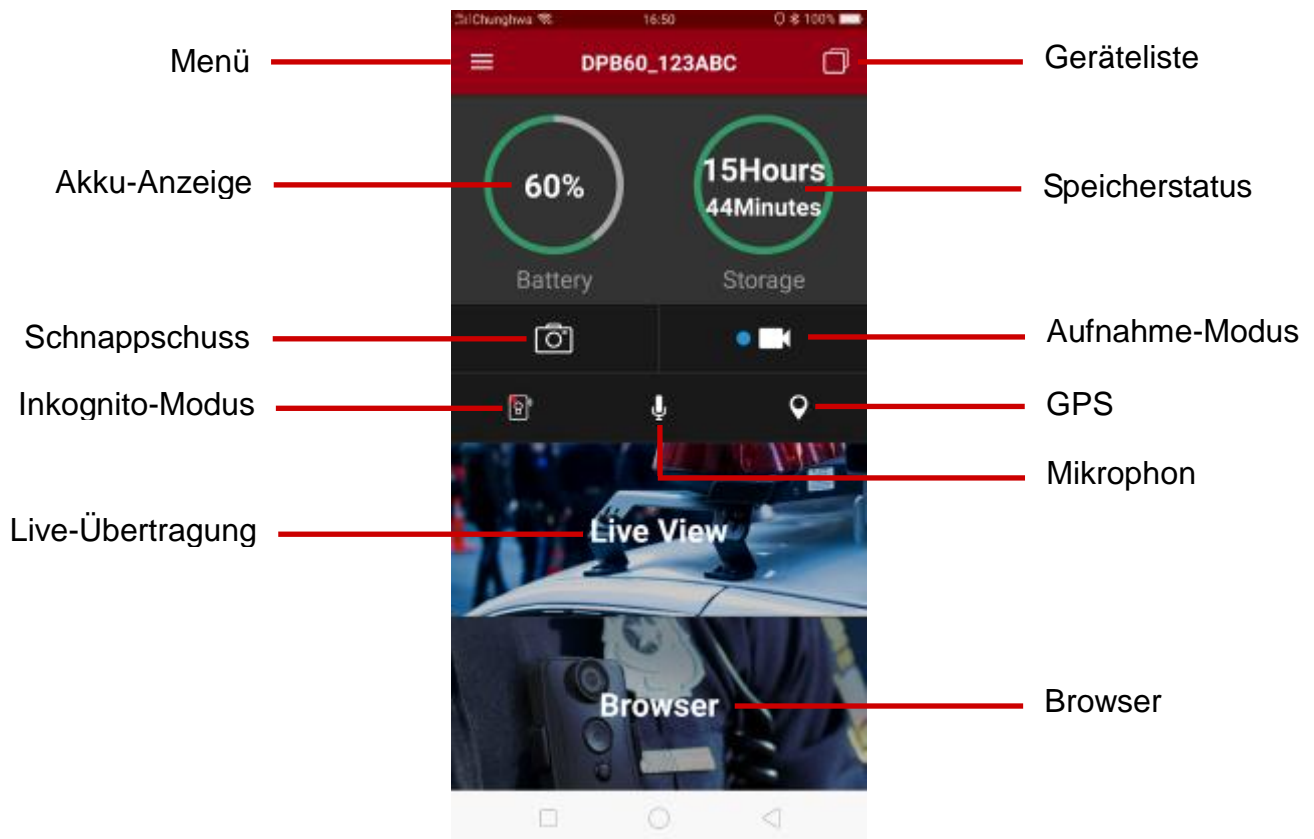 Chunghwa 16:50 100%
Menü
DPB60_123ABC
Geräteliste
Akku-Anzeige
60%
15Hours
44Minutes
Speicherstatus
Battery
Storage
Schnappschuss
Aufnahme-Modus
Inkognito-Modus
GPS
Mikrophon
Live-Übertragung
Live View
Browser
Browser